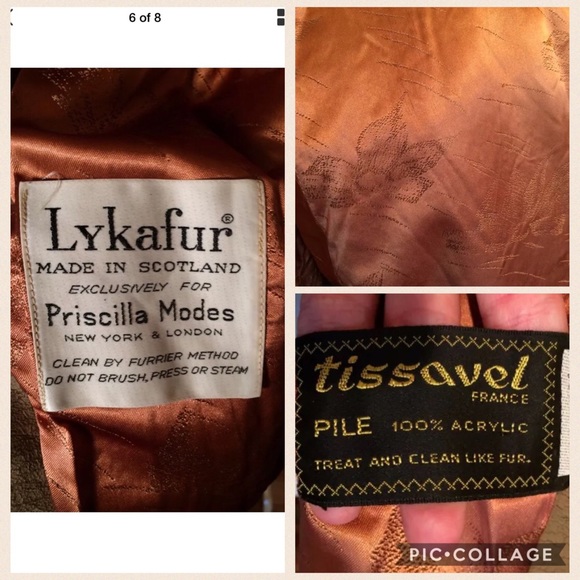 6 of 8
Lykafur®
MADE IN SCOTLAND
EXCLUSIVELY FOR
Priscilla Modes
NEW YORK & LONDON
CLEAN BY FURRIER METHOD
DO NOT BRUSH, PRESS OR STEAM
tissavel
FRANCE
PILE 100% ACRYLIC
TREAT AND CLEAN LIKE FUR.
PIC•COLLAGE